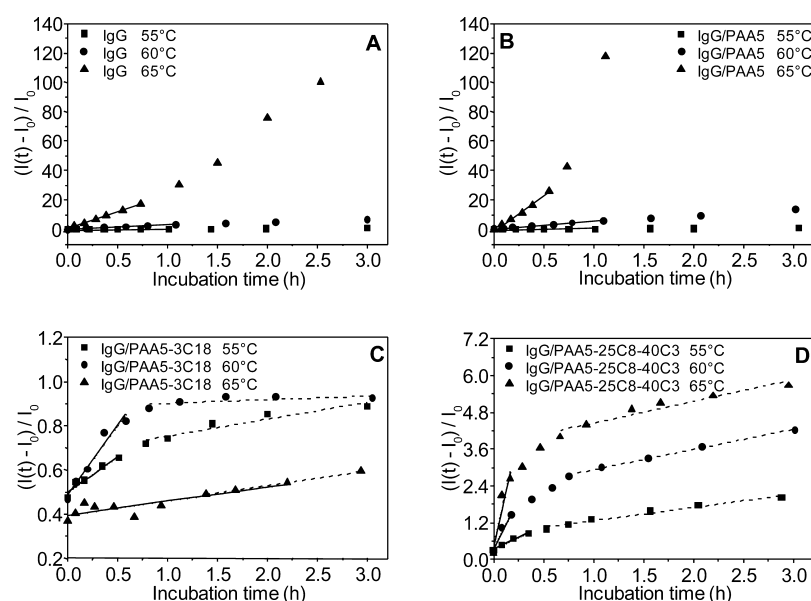 A
IgG 55°C
IgG 60°C
IgG 65°C
140
120
100
80
60
40
20
0
(I(t) - I0) / I0
0.0 0.5 1.0 1.5 2.0 2.5 3.0
Incubation time (h)
B
IgG/PAA5 55°C
IgG/PAA5 60°C
IgG/PAA5 65°C
140
120
100
80
60
40
20
0
(I(t) - I0) / I0
0.0 0.5 1.0 1.5 2.0 2.5 3.0
Incubation time (h)
C
IgG/PAA5-3C18 55°C
IgG/PAA5-3C18 60°C
IgG/PAA5-3C18 65°C
1.2
1.0
0.8
0.6
0.4
0.2
(I(t) - I0) / I0
0.0 0.5 1.0 1.5 2.0 2.5 3.0
Incubation time (h)
D
IgG/PAA5-25C8-40C3 55°C
IgG/PAA5-25C8-40C3 60°C
IgG/PAA5-25C8-40C3 65°C
7.2
6.0
4.8
3.6
2.4
1.2
0.0
(I(t) - I0) / I0
0.0 0.5 1.0 1.5 2.0 2.5 3.0
Incubation time (h)